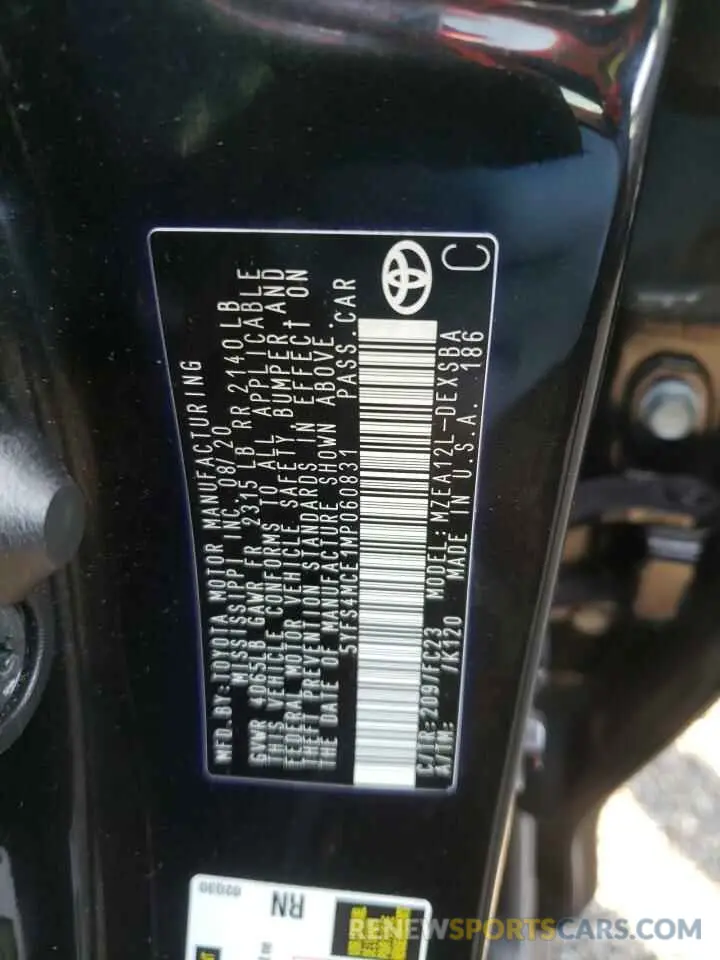 MFD.BY:TOYOTA MOTOR MANUFACTURING
MISSISSIPPI INC. 08/20
GVWR 4065LB GAWR FR 2315 LB RR 2140 LB
THIS VEHICLE CONFORMS TO ALL APPLICABLE
FEDERAL MOTOR VEHICLE SAFETY, BUMPER AND
THEFT PREVENTION STANDARDS IN EFFECT ON
THE DATE OF MANUFACTURE SHOWN ABOVE.
5YFS4MCE1MP060831 PASS.CAR
C/TR:209/FC23 MODEL:MZEA12L-DEXSBA
A/TM: /K120 MADE IN U.S.A. 186
C
02Q30
RN
RENEWSPORTSCARS.COM